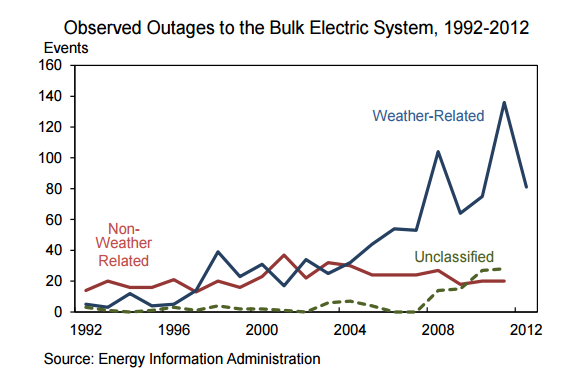 Observed Outages to the Bulk Electric System, 1992-2012
Events
160
140
Weather-Related
120
100
80
60
Non-
Weather
Related
40
Unclassified
20
0
1992 1996 2000 2004 2008 2012
Source: Energy Information Administration